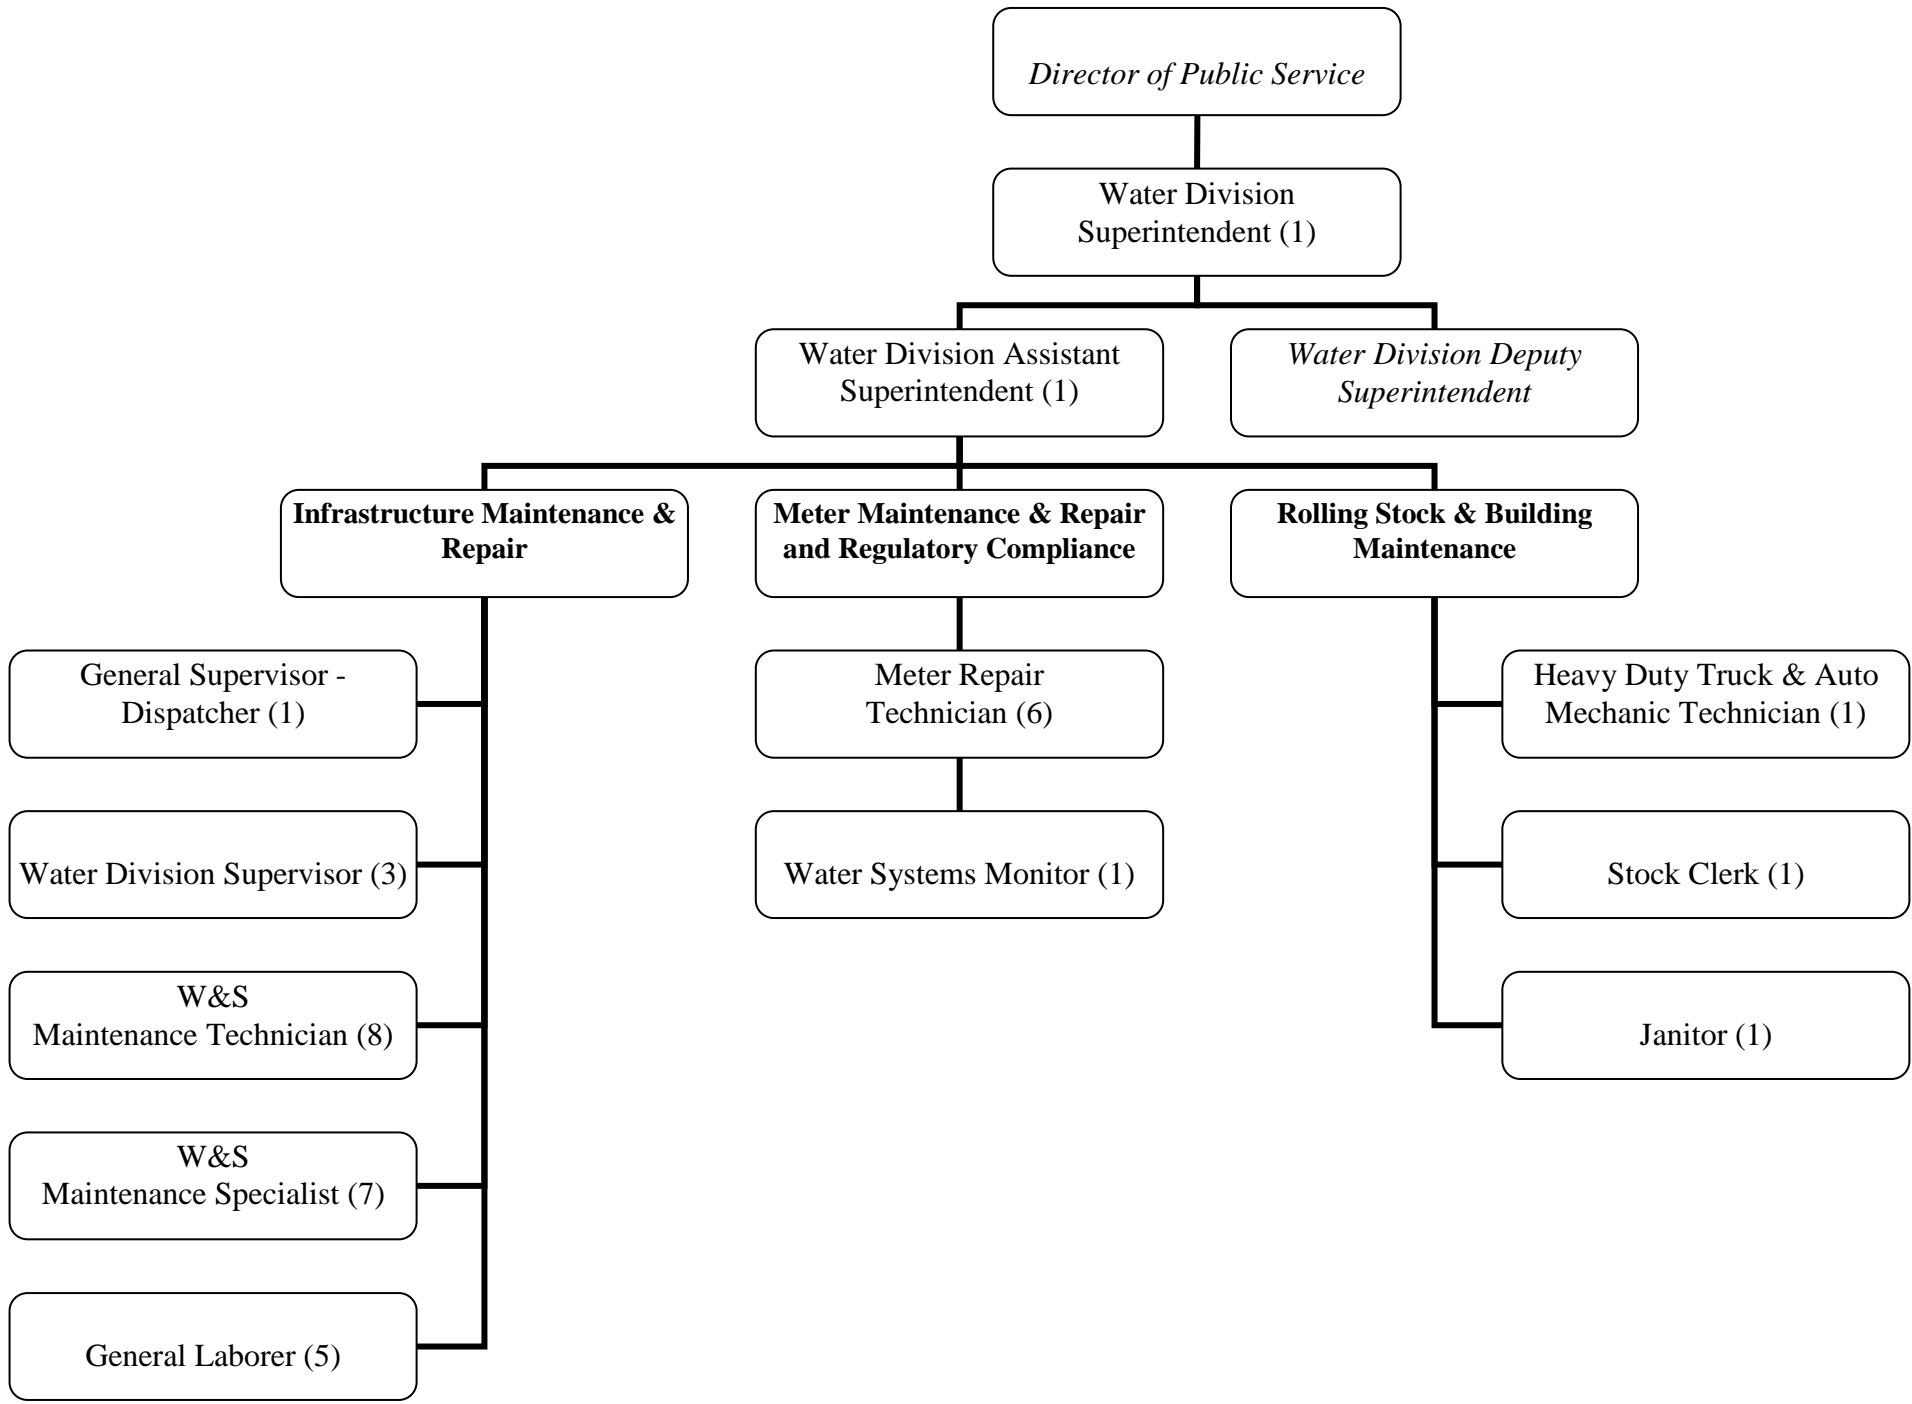 Director of Public Service
Water Division
Superintendent (1)
Water Division Assistant
Superintendent (1)
Water Division Deputy
Superintendent
Infrastructure Maintenance &
Repair
Meter Maintenance & Repair
and Regulatory Compliance
Rolling Stock & Building
Maintenance
General Supervisor -
Dispatcher (1)
Water Division Supervisor (3)
W&S
Maintenance Technician (8)
W&S
Maintenance Specialist (7)
General Laborer (5)
Meter Repair
Technician (6)
Water Systems Monitor (1)
Heavy Duty Truck & Auto
Mechanic Technician (1)
Stock Clerk (1)
Janitor (1)